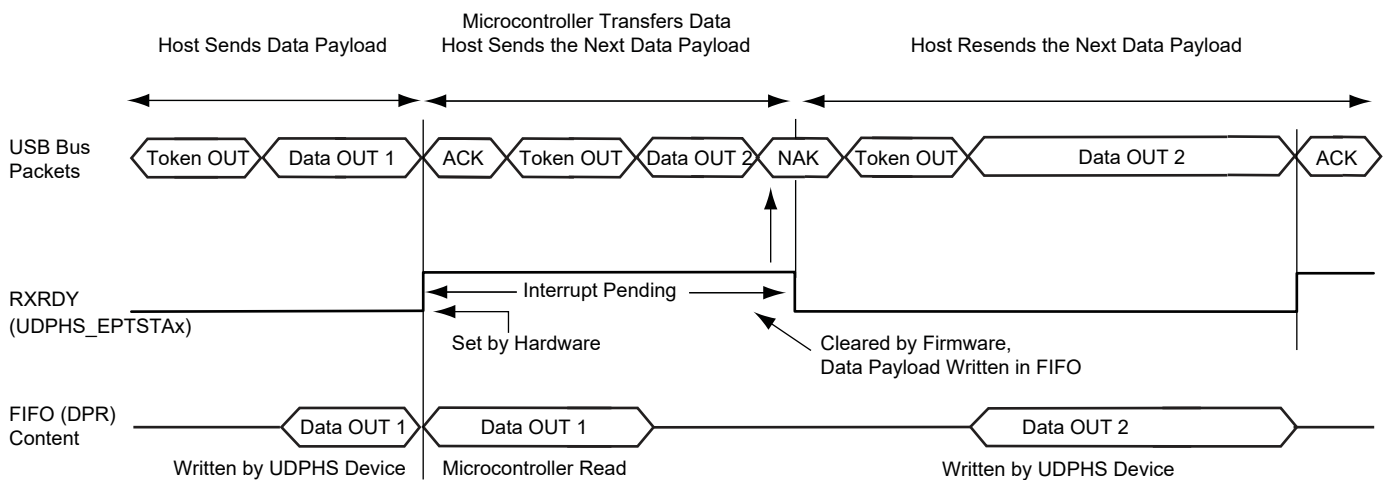 Microcontroller Transfers Data
Host Sends Data Payload
Host Sends the Next Data Payload
Host Resends the Next Data Payload
USB Bus
Packets
Token OUT
Data OUT 1
ACK
Token OUT
Data OUT 2
NAK
Token OUT
Data OUT 2
ACK
RXRDY
(UDPHS_EPTSTAx)
Interrupt Pending
Set by Hardware
Cleared by Firmware,
Data Payload Written in FIFO
FIFO (DPR)
Content
Data OUT 1
Data OUT 1
Data OUT 2
Written by UDPHS Device
Microcontroller Read
Written by UDPHS Device